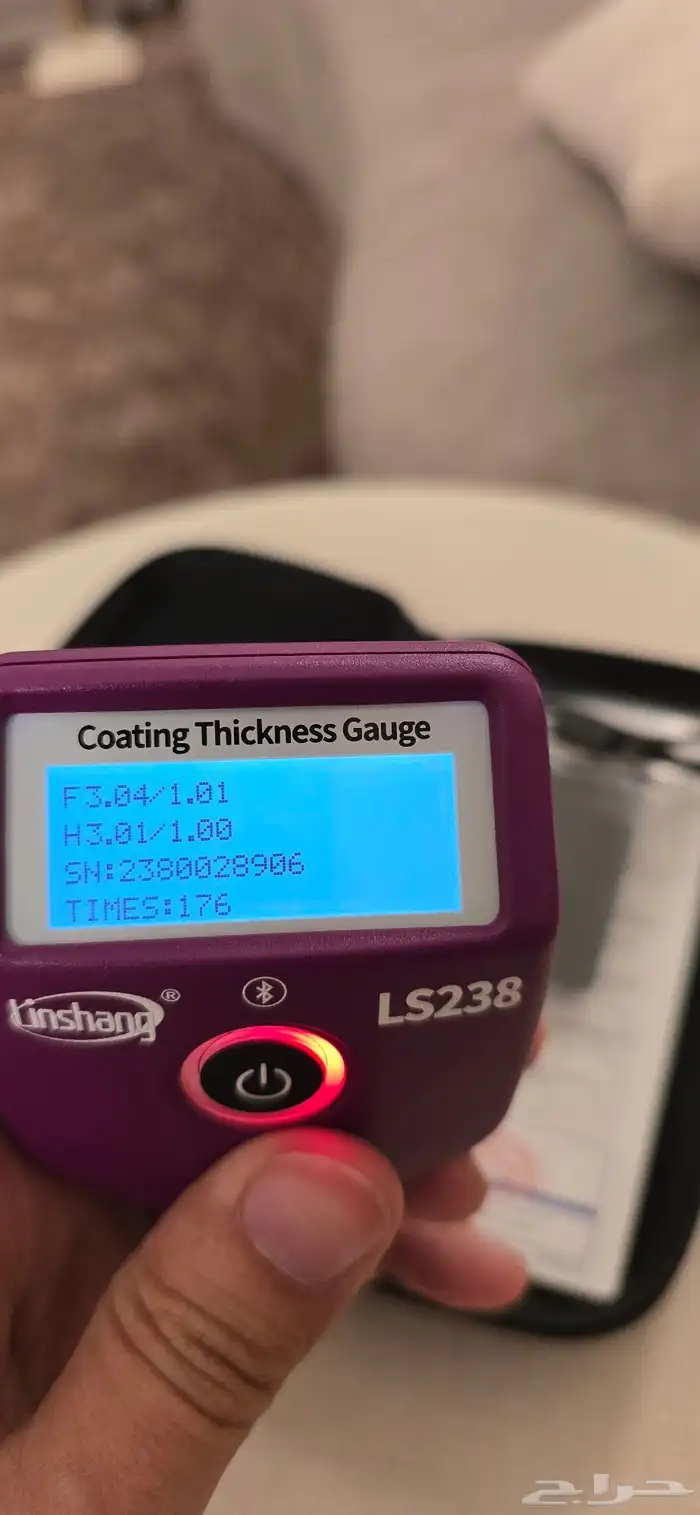 Coating Thickness Gauge
F3.04/1.01
H3.01/1.00
SN:2380028906
TIMES:176
Linshang®
LS238
حراج